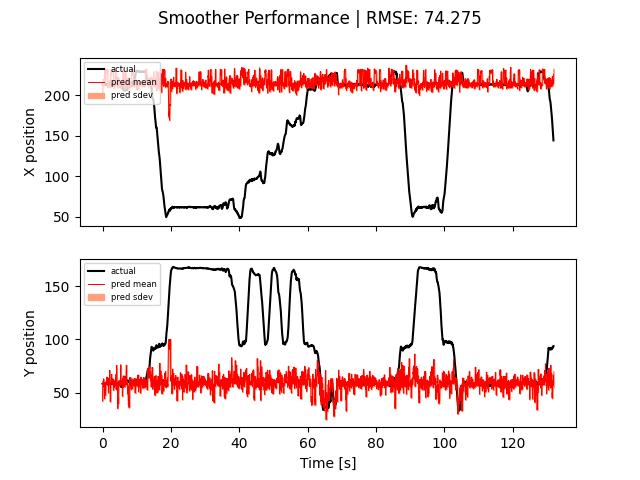 Smoother Performance | RMSE: 74.275
actual
pred mean
pred sdev
X position
200
150
100
50
actual
pred mean
pred sdev
Y position
150
100
50
0 20 40 60 80 100 120
Time [s]